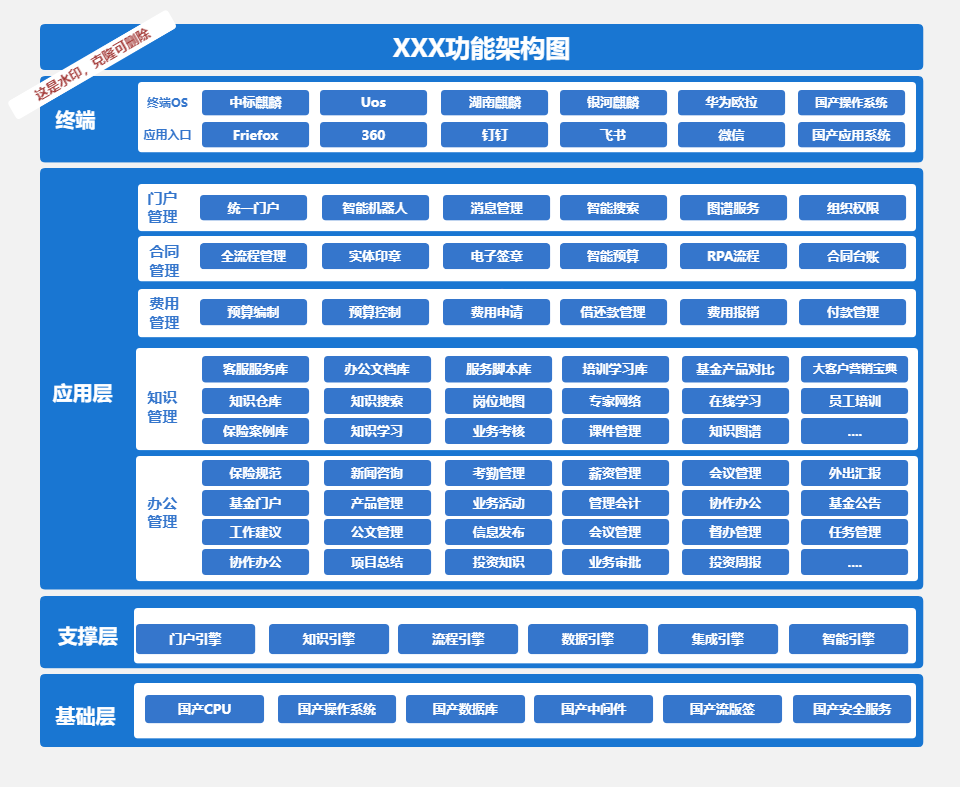 XXX功能架构图
这是水印，克隆可删除
终端
终端OS 中标麒麟 Uos 湖南麒麟 银河麒麟 华为欧拉 国产操作系统
应用入口 Friefox 360 钉钉 飞书 微信 国产应用系统
应用层
门户
管理
统一门户 智能机器人 消息管理 智能搜索 图谱服务 组织权限
合同
管理
全流程管理 实体印章 电子签章 智能预算 RPA流程 合同台账
费用
管理
预算编制 预算控制 费用申请 借还款管理 费用报销 付款管理
知识
管理
客服服务库 办公文档库 服务脚本库 培训学习库 基金产品对比 大客户营销宝典
知识仓库 知识搜索 岗位地图 专家网络 在线学习 员工培训
保险案例库 知识学习 业务考核 课件管理 知识图谱 ....
办公
管理
保险规范 新闻咨询 考勤管理 薪资管理 会议管理 外出汇报
基金门户 产品管理 业务活动 管理会计 协作办公 基金公告
工作建议 公文管理 信息发布 会议管理 督办管理 任务管理
协作办公 项目总结 投资知识 业务审批 投资周报 ....
支撑层
门户引擎 知识引擎 流程引擎 数据引擎 集成引擎 智能引擎
基础层
国产CPU 国产操作系统 国产数据库 国产中间件 国产流版签 国产安全服务